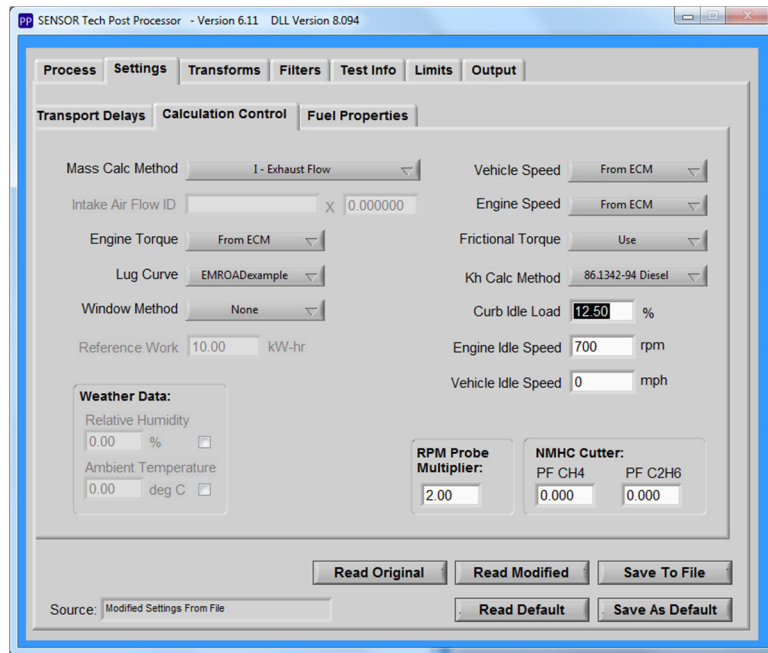 PP SENSOR Tech Post Processor - Version 6.11 DLL Version 8.094
Process Settings Transforms Filters Test Info Limits Output
Transport Delays Calculation Control Fuel Properties
Mass Calc Method I - Exhaust Flow Vehicle Speed From ECM
Intake Air Flow ID X 0.000000 Engine Speed From ECM
Engine Torque From ECM Frictional Torque Use
Lug Curve EMROADexample Kh Calc Method 86.1342-94 Diesel
Window Method None Curb Idle Load 12.50 %
Reference Work 10.00 kW-hr Engine Idle Speed 700 rpm
Vehicle Idle Speed 0 mph
Weather Data:
Relative Humidity
0.00 %
Ambient Temperature
0.00 deg C
RPM Probe
Multiplier:
2.00
NMHC Cutter:
PF CH4 PF C2H6
0.000 0.000
Read Original Read Modified Save To File
Source: Modified Settings From File Read Default Save As Default